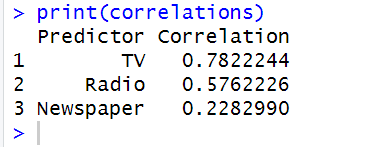 > print(correlations)
  Predictor Correlation
1        TV   0.7822244
2     Radio   0.5762226
3 Newspaper   0.2282990
>